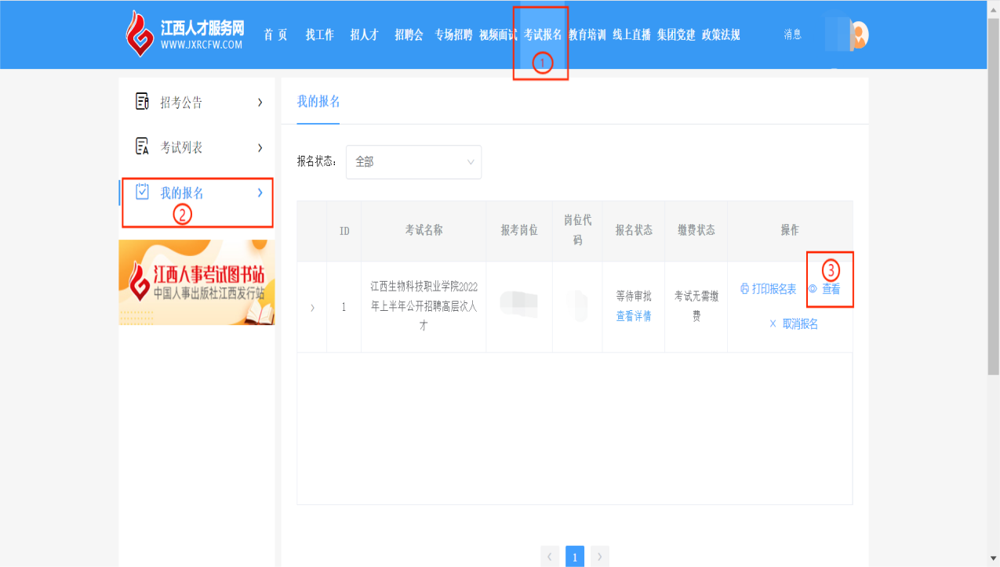 江西人才服务网
WWW.JXRCFW.COM
首 页 找工作 招人才 招聘会 专场招聘 视频面试 考试报名 教育培训 线上直播 集团党建 政策法规 消息
①
招考公告
考试列表
我的报名
②
江西人事考试图书站
中国人事出版社江西发行站
我的报名
报名状态：
全部
ID 考试名称 报考岗位 岗位代码 报名状态 缴费状态 操作
1
江西生物科技职业学院2022
年上半年公开招聘高层次人
才
等待审批
查看详情
考试无需缴
费
打印报名表
③
查看
× 取消报名
1